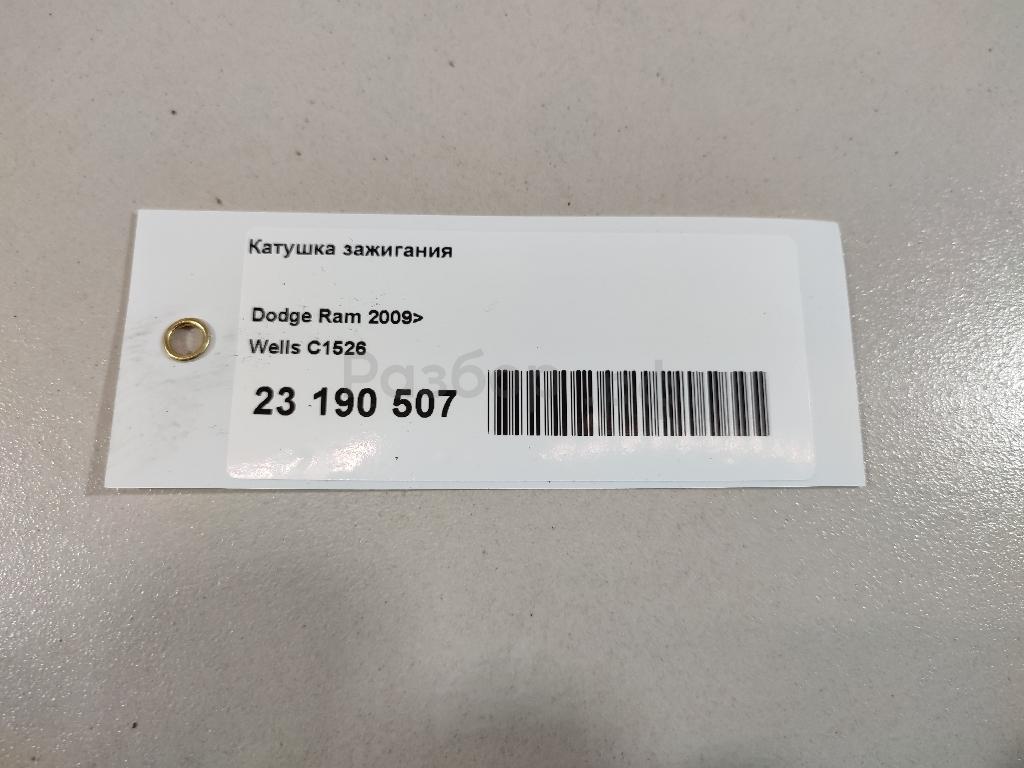 Катушка зажигания
Dodge Ram 2009>
Wells C1526
23 190 507